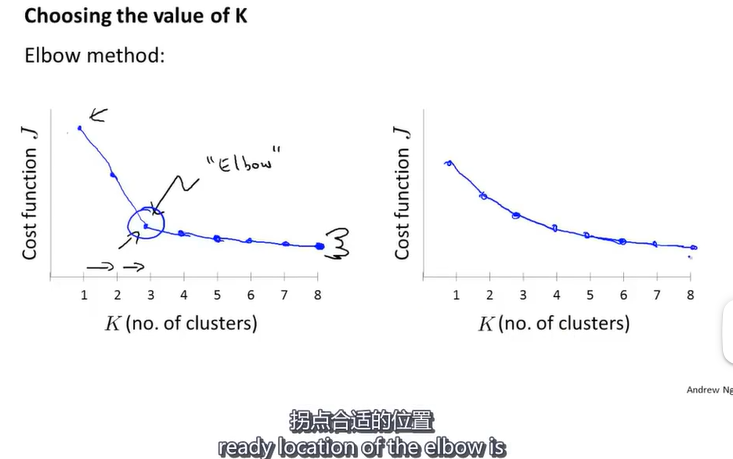 Choosing the value of K
Elbow method:
"Elbow"
Cost function J
1 2 3 4 5 6 7 8
K (no. of clusters)
Cost function J
1 2 3 4 5 6 7 8
K (no. of clusters)
Andrew Ng
拐点合适的位置
ready location of the elbow is